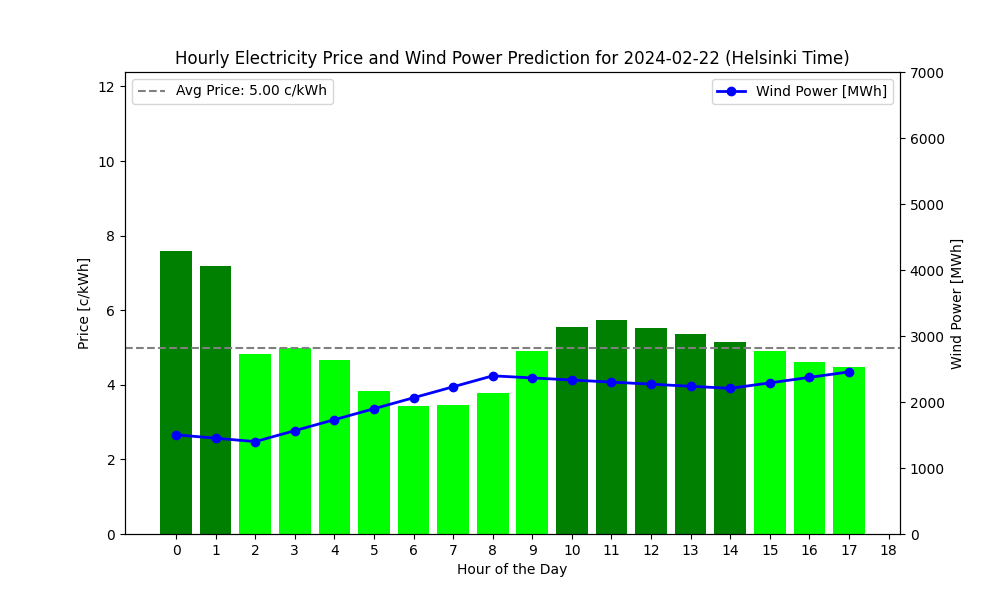 Hourly Electricity Price and Wind Power Prediction for 2024-02-22 (Helsinki Time)
Avg Price: 5.00 c/kWh
Wind Power [MWh]
Price [c/kWh]
12
10
8
6
4
2
0
7000
6000
5000
4000
3000
2000
1000
0
Wind Power [MWh]
0 1 2 3 4 5 6 7 8 9 10 11 12 13 14 15 16 17 18
Hour of the Day